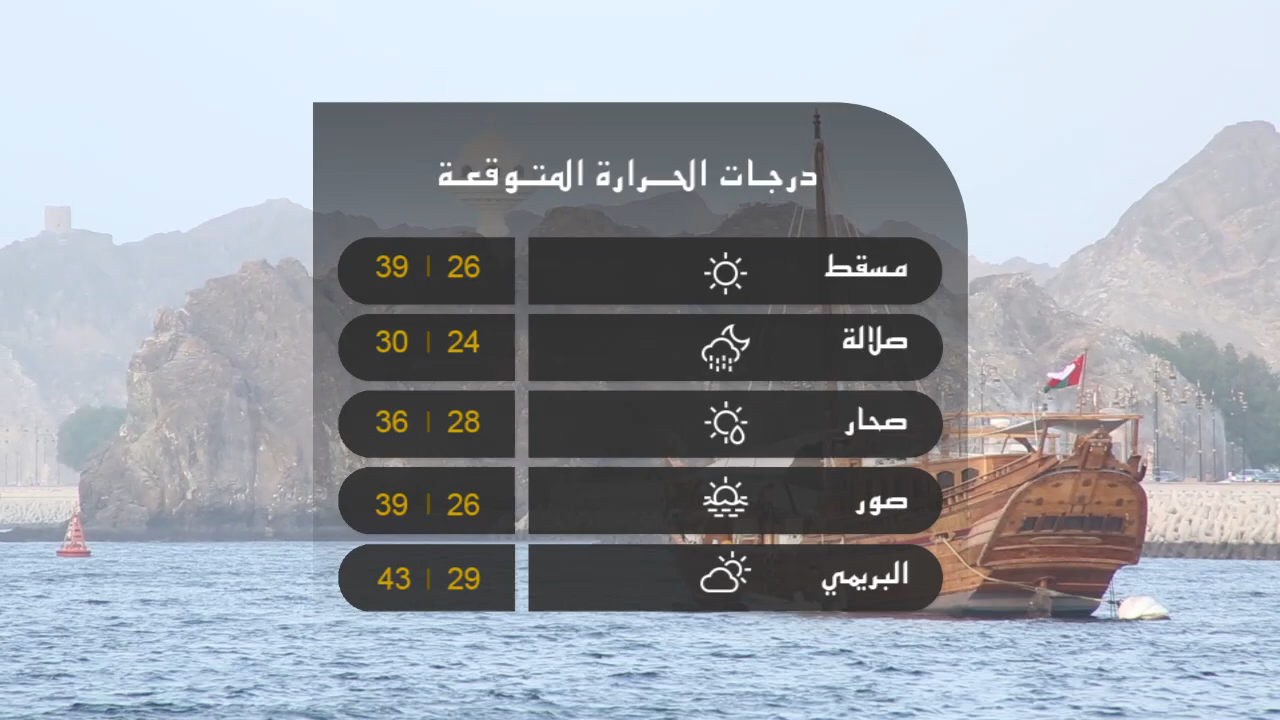 درجات الحرارة المتوقعة
مسقط 26 | 39
صلالة 24 | 30
صحار 28 | 36
صور 26 | 39
البريمي 29 | 43